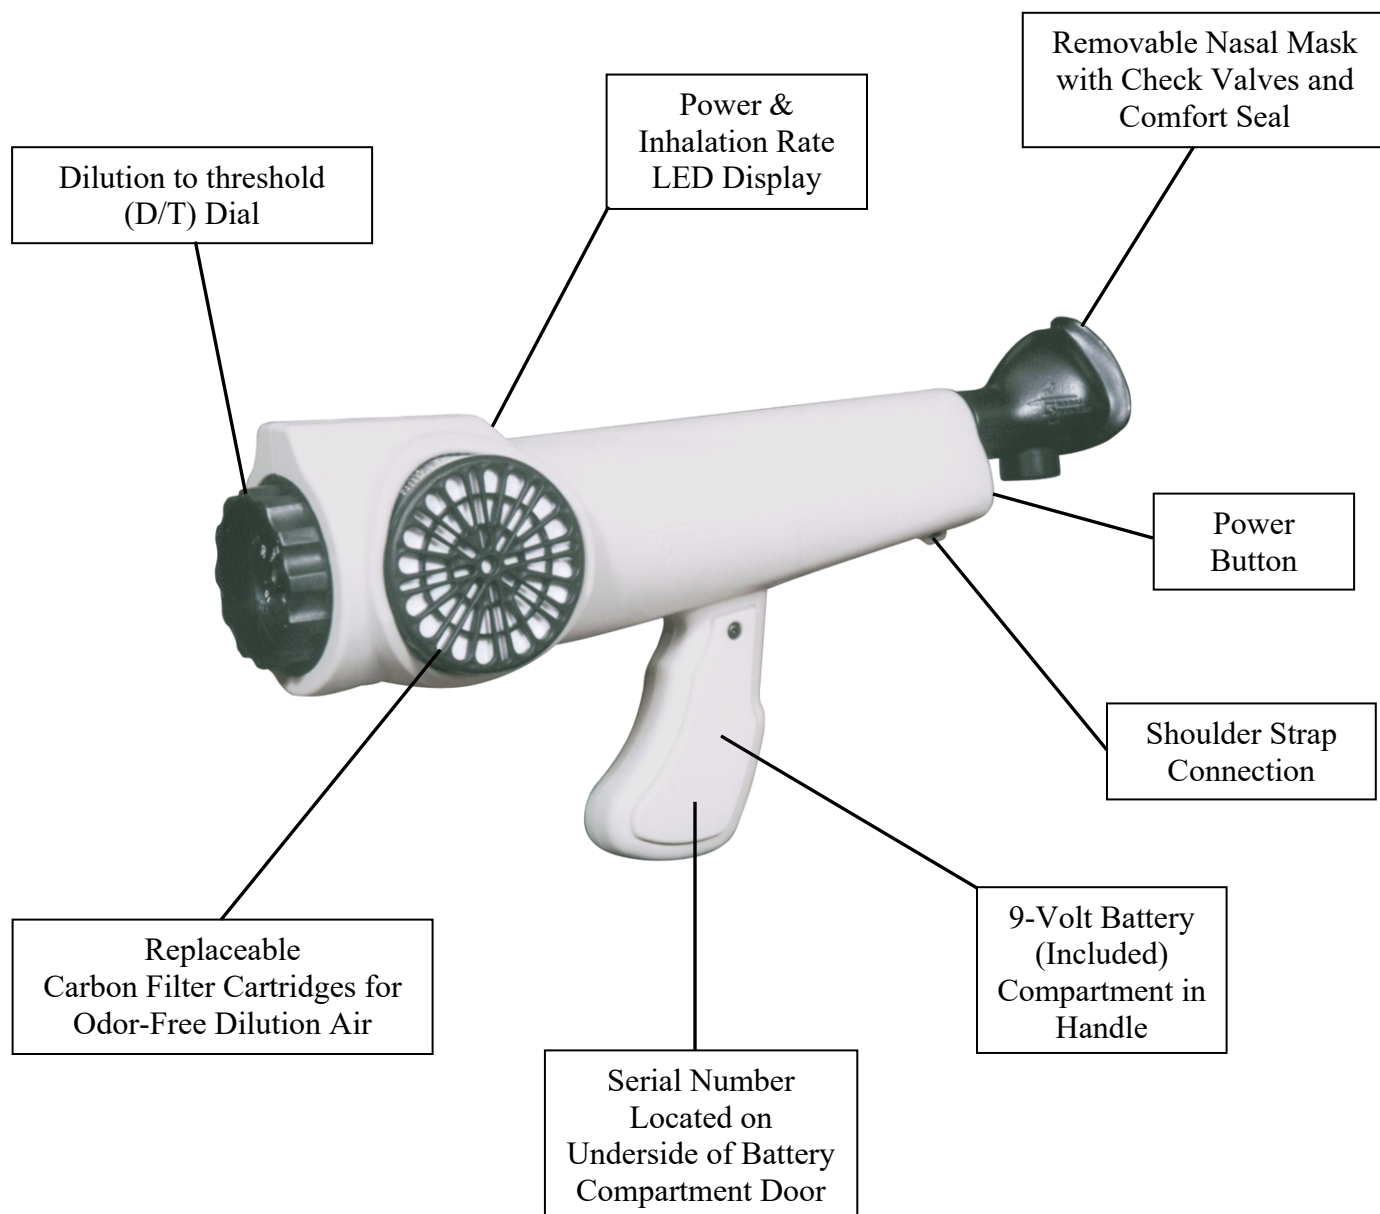 Removable Nasal Mask
with Check Valves and
Comfort Seal
Power &
Inhalation Rate
LED Display
Dilution to threshold
(D/T) Dial
Power
Button
Shoulder Strap
Connection
9-Volt Battery
(Included)
Compartment in
Handle
Replaceable
Carbon Filter Cartridges for
Odor-Free Dilution Air
Serial Number
Located on
Underside of Battery
Compartment Door